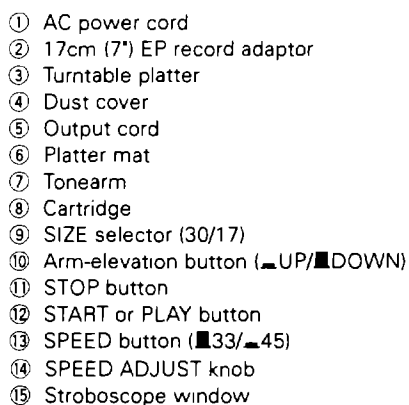 ① AC power cord
② 17cm (7") EP record adaptor
③ Turntable platter
④ Dust cover
⑤ Output cord
⑥ Platter mat
⑦ Tonearm
⑧ Cartridge
⑨ SIZE selector (30/17)
⑩ Arm-elevation button (▂UP/█DOWN)
⑪ STOP button
⑫ START or PLAY button
⑬ SPEED button (█33/▂45)
⑭ SPEED ADJUST knob
⑮ Stroboscope window